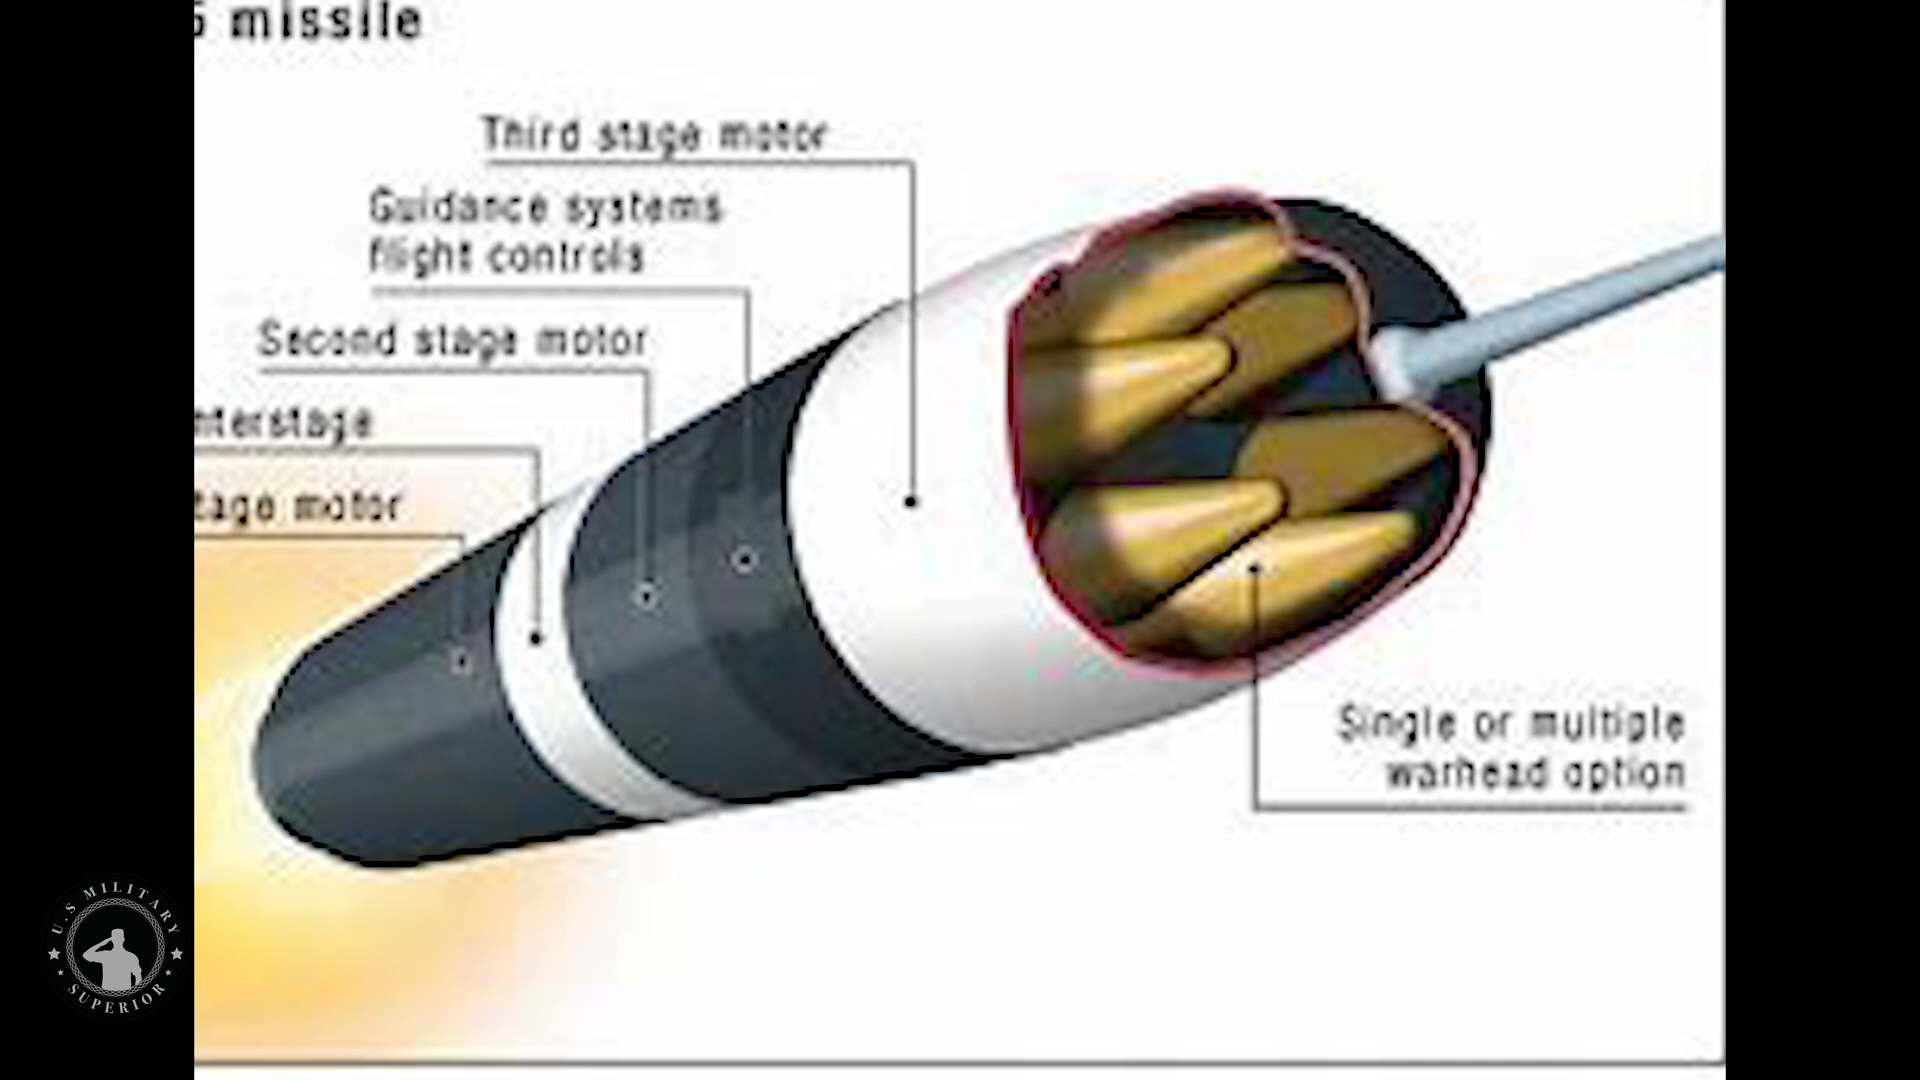 missile
Third stage motor
Guidance systems
flight controls
Second stage motor
nterstage
tage motor
Single or multiple
warhead option
U.S MILITARY
SUPERIOR